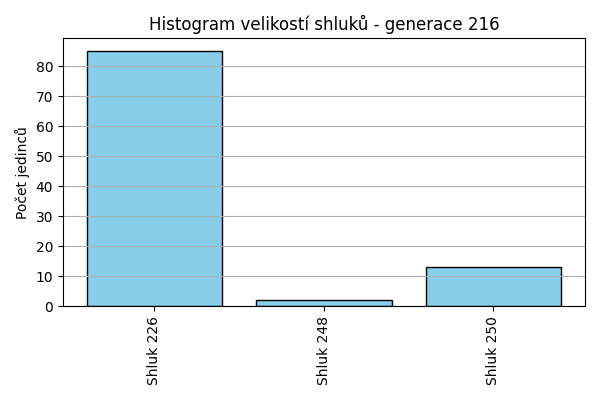 Histogram velikostí shluků - generace 216
Počet jedinců
80
70
60
50
40
30
20
10
0
Shluk 226
Shluk 248
Shluk 250